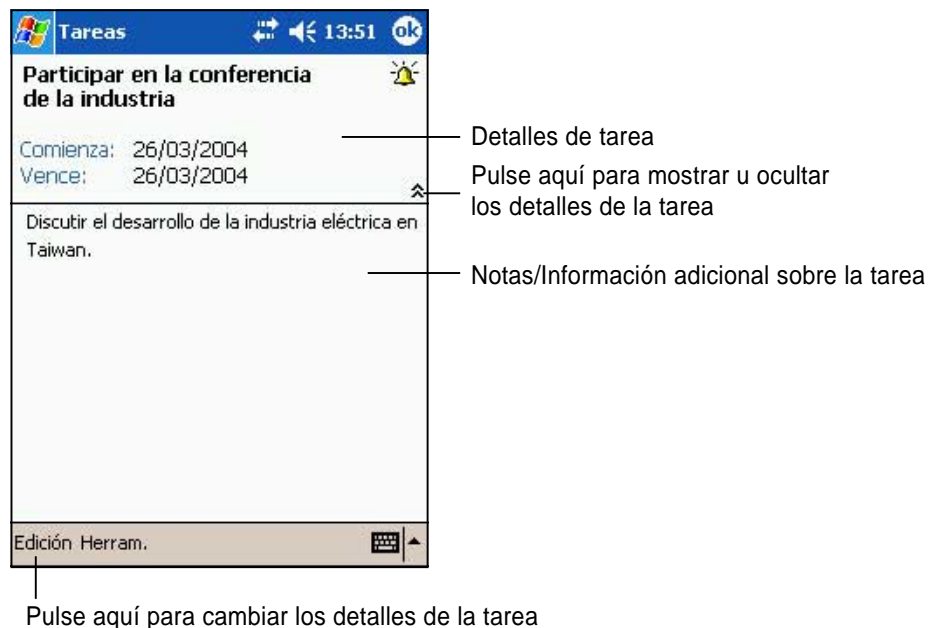 Tareas 13:51 ok
Participar en la conferencia
de la industria
Comienza: 26/03/2004
Vence: 26/03/2004
Discutir el desarrollo de la industria eléctrica en
Taiwan.
Edición Herram.
Detalles de tarea
Pulse aquí para mostrar u ocultar
los detalles de la tarea
Notas/Información adicional sobre la tarea
Pulse aquí para cambiar los detalles de la tarea